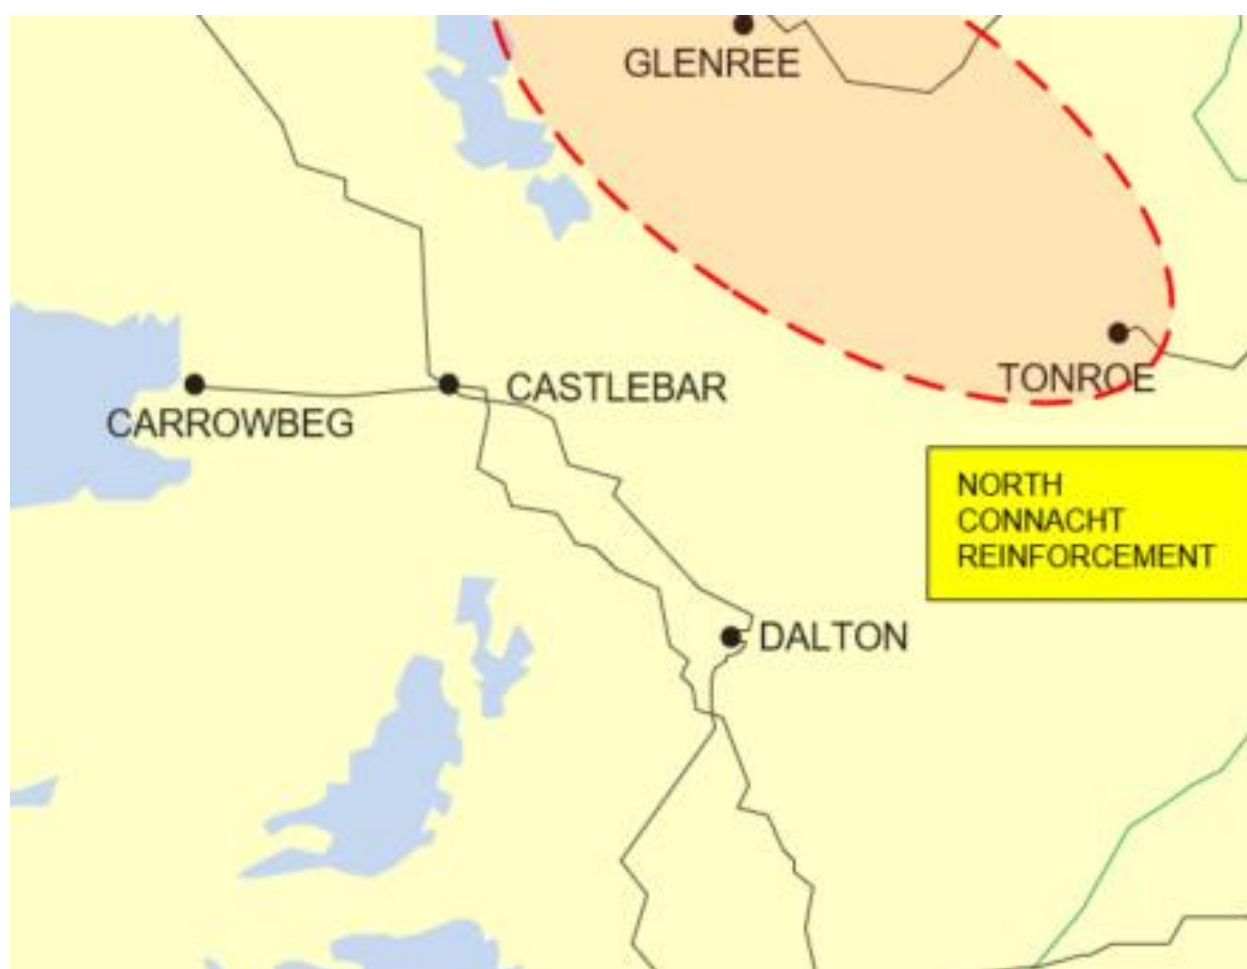 GLENREE
TONROE
CASTLEBAR
CARROWBEG
NORTH
CONNACHT
REINFORCEMENT
DALTON